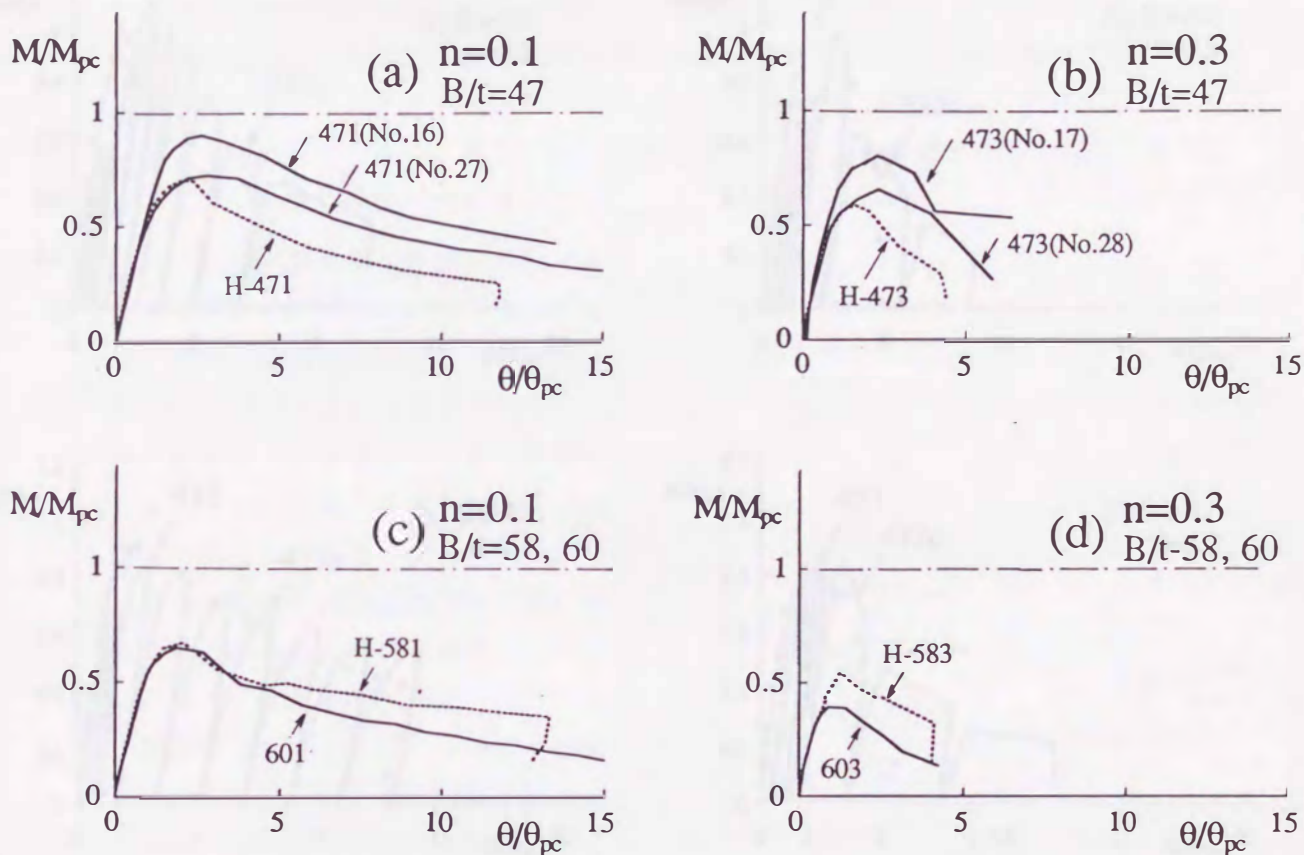 M/Mpc
(a) n=0.1
B/t=47
1
471(No.16)
471(No.27)
0.5
H-471
0
0 5 10 15
θ/θpc
M/Mpc
(b) n=0.3
B/t=47
1
473(No.17)
0.5
473(No.28)
H-473
0
0 5 10 15
θ/θpc
M/Mpc
(c) n=0.1
B/t=58, 60
1
H-581
0.5
601
0
0 5 10 15
θ/θpc
M/Mpc
(d) n=0.3
B/t-58, 60
1
H-583
0.5
603
0
0 5 10 15
θ/θpc